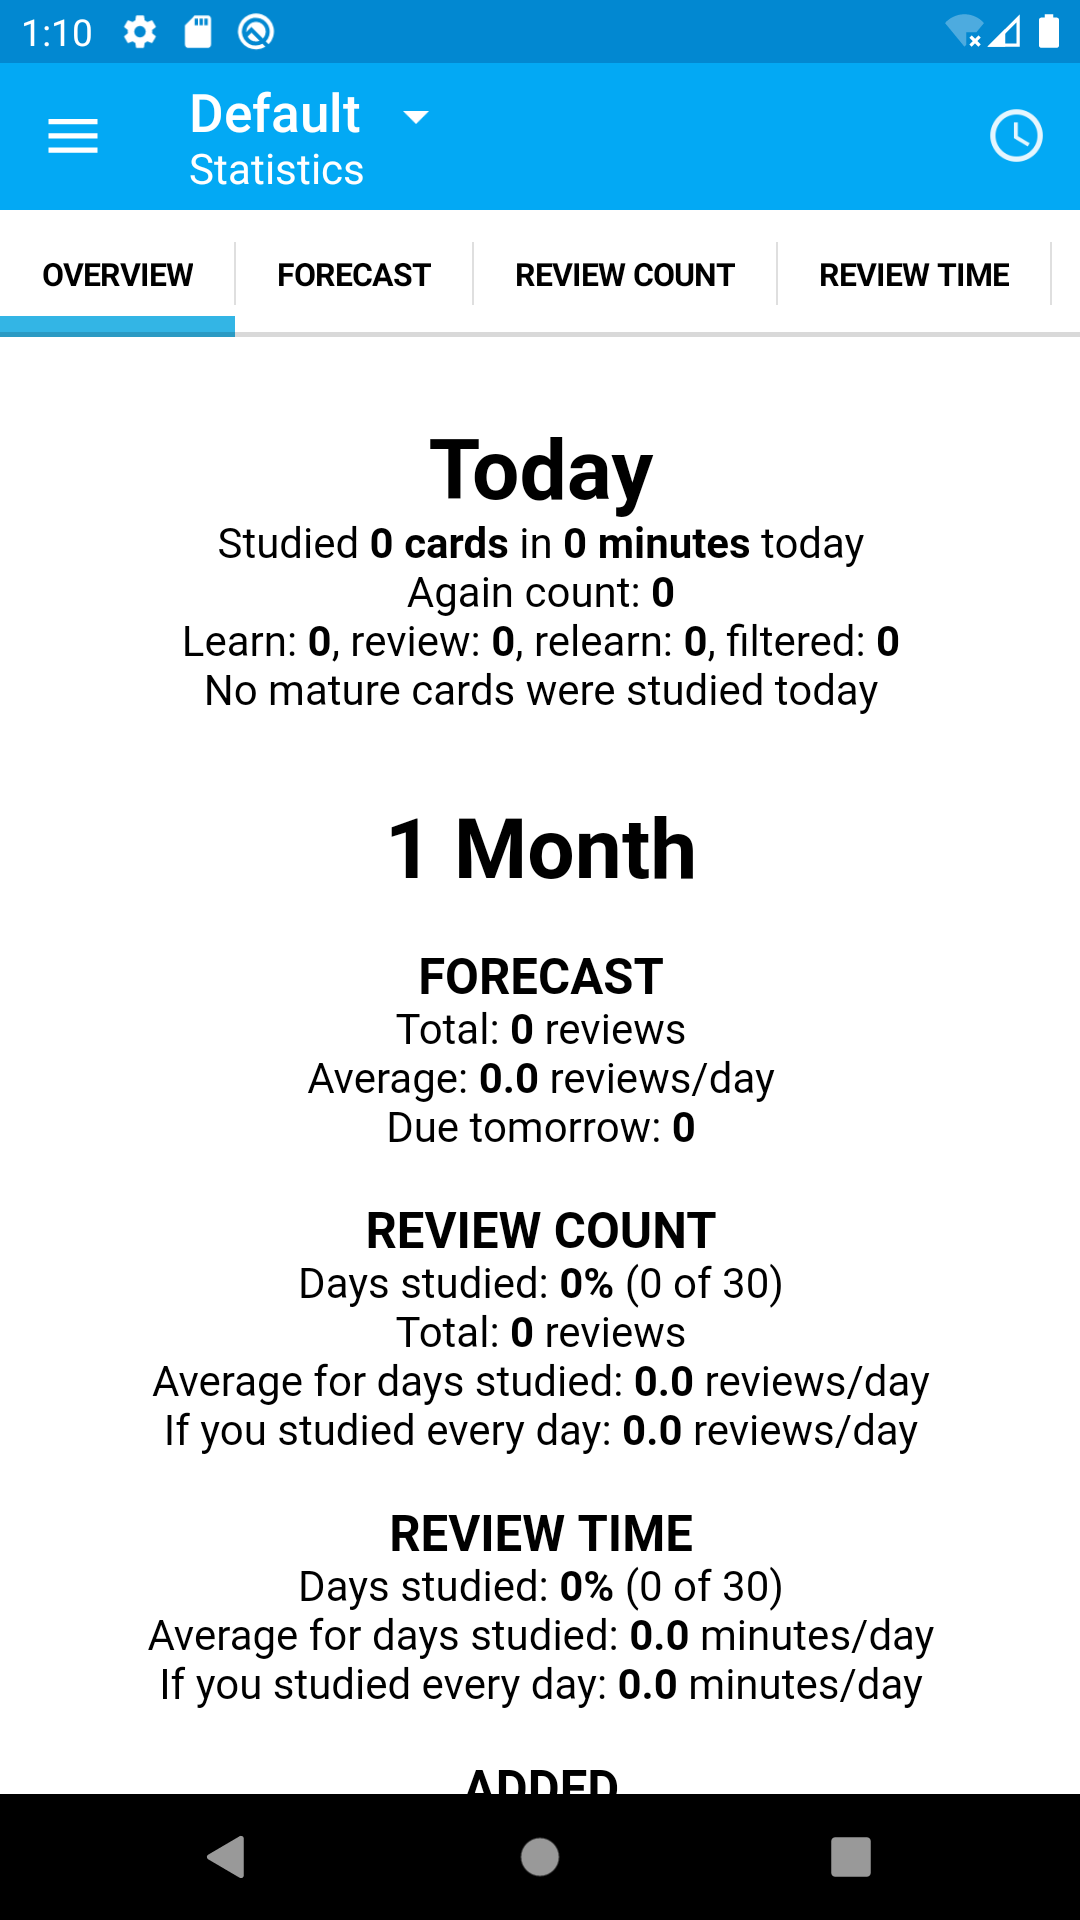 1:10
Default
Statistics
OVERVIEW FORECAST REVIEW COUNT REVIEW TIME
Today
Studied 0 cards in 0 minutes today
Again count: 0
Learn: 0, review: 0, relearn: 0, filtered: 0
No mature cards were studied today
1 Month
FORECAST
Total: 0 reviews
Average: 0.0 reviews/day
Due tomorrow: 0
REVIEW COUNT
Days studied: 0% (0 of 30)
Total: 0 reviews
Average for days studied: 0.0 reviews/day
If you studied every day: 0.0 reviews/day
REVIEW TIME
Days studied: 0% (0 of 30)
Average for days studied: 0.0 minutes/day
If you studied every day: 0.0 minutes/day
ADDED